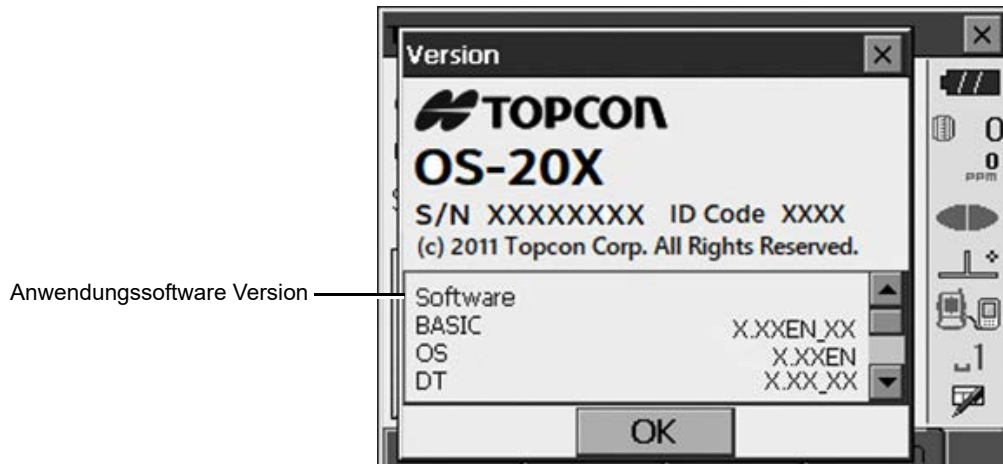 Version
TOPCON
OS-20X
S/N XXXXXXXX ID Code XXXX
(c) 2011 Topcon Corp. All Rights Reserved.
Anwendungssoftware Version
Software
BASIC X.XXEN_XX
OS X.XXEN
DT X.XX_XX
OK
0
0
ppm
1